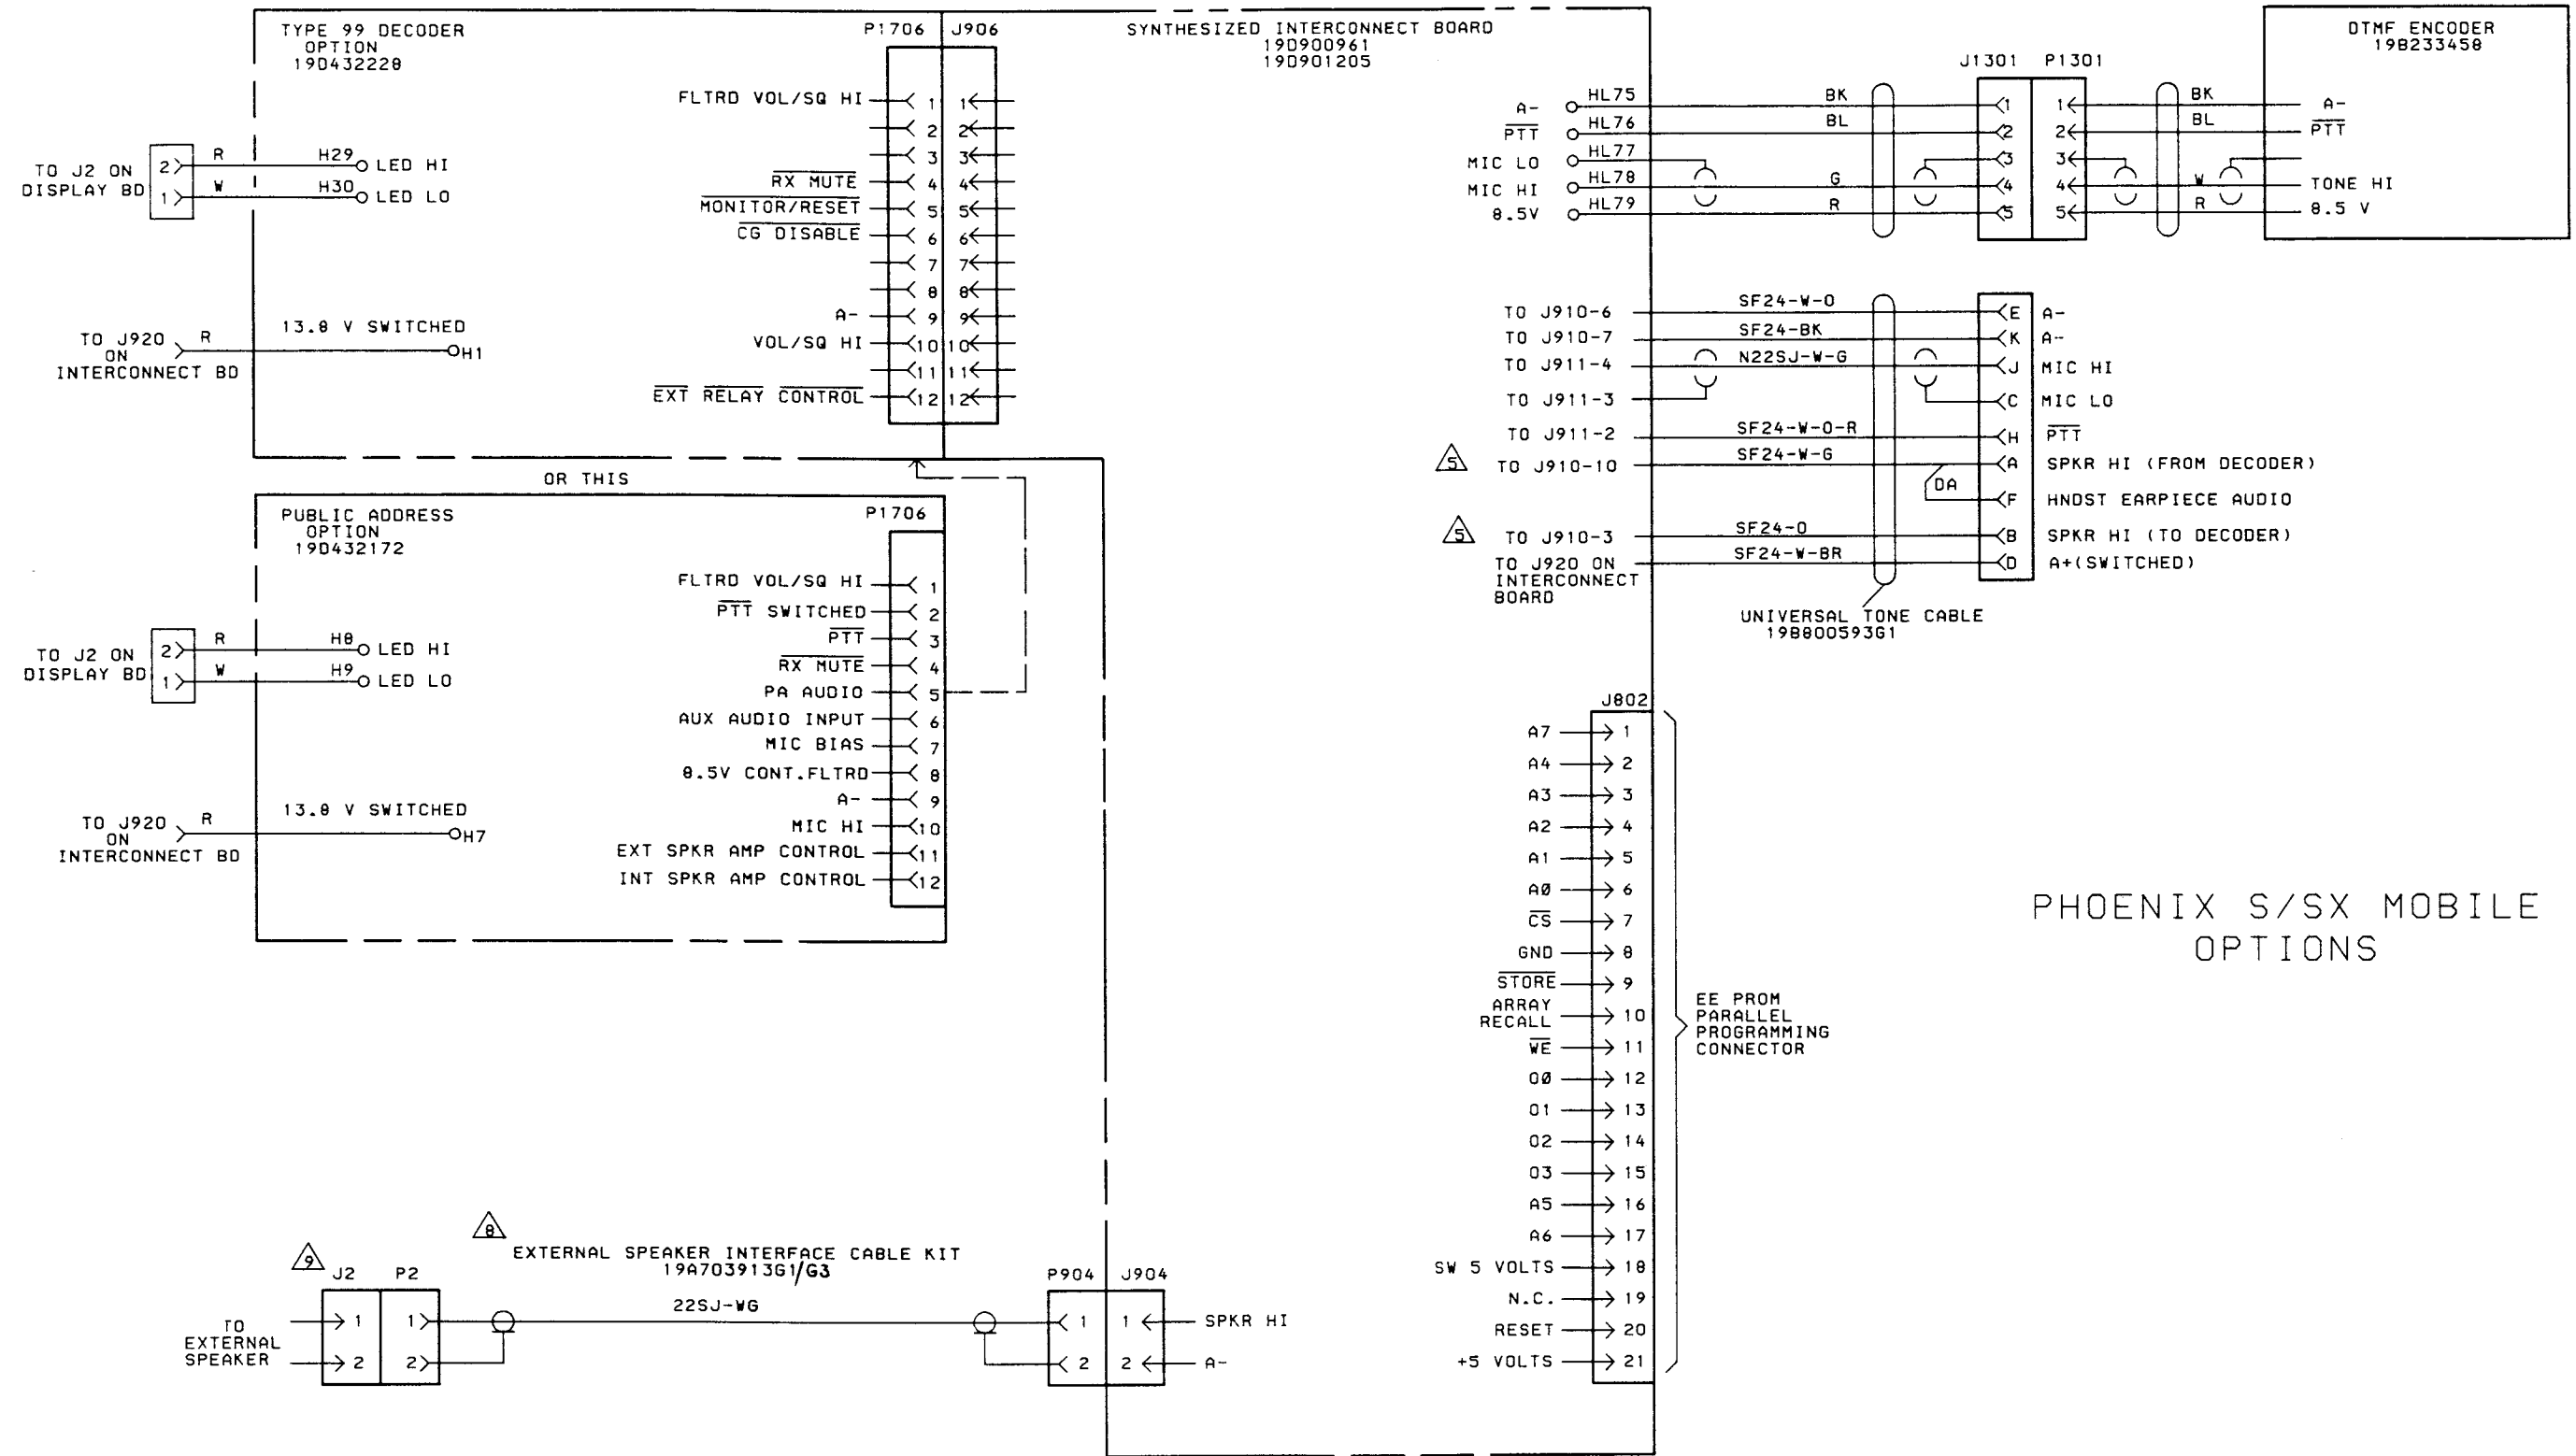 TYPE 99 DECODER
OPTION
19D432228
P1706
J906
FLTRD VOL/SQ HI
1 1
2 2
3 3
RX MUTE 4 4
MONITOR/RESET 5 5
CG DISABLE 6 6
7 7
8 8
A- 9 9
VOL/SQ HI 10 10
11 11
EXT RELAY CONTROL 12 12
TO J2 ON
DISPLAY BD
2 R H29 LED HI
1 W H30 LED LO
TO J920
ON
INTERCONNECT BD
R 13.8 V SWITCHED H1
OR THIS
PUBLIC ADDRESS
OPTION
19D432172
P1706
FLTRD VOL/SQ HI 1
PTT SWITCHED 2
PTT 3
RX MUTE 4
PA AUDIO 5
AUX AUDIO INPUT 6
MIC BIAS 7
8.5V CONT.FLTRD 8
A- 9
MIC HI 10
EXT SPKR AMP CONTROL 11
INT SPKR AMP CONTROL 12
TO J2 ON
DISPLAY BD
2 R H8 LED HI
1 W H9 LED LO
TO J920
ON
INTERCONNECT BD
R 13.8 V SWITCHED H7
8
EXTERNAL SPEAKER INTERFACE CABLE KIT
19A703913G1/G3
9
J2 P2
22SJ-WG
P904 J904
TO
EXTERNAL
SPEAKER
1 1 1 1 SPKR HI
2 2 2 2 A-
SYNTHESIZED INTERCONNECT BOARD
19D900961
19D901205
DTMF ENCODER
19B233458
J1301 P1301
A- HL75 BK 1 1 BK A-
PTT HL76 BL 2 2 BL PTT
MIC LO HL77 3 3
MIC HI HL78 G 4 4 W TONE HI
8.5V HL79 R 5 5 R 8.5 V
TO J910-6 SF24-W-O E A-
TO J910-7 SF24-BK K A-
TO J911-4 N22SJ-W-G J MIC HI
TO J911-3 C MIC LO
TO J911-2 SF24-W-O-R H PTT
5 TO J910-10 SF24-W-G A SPKR HI (FROM DECODER)
DA F HNDST EARPIECE AUDIO
5 TO J910-3 SF24-O B SPKR HI (TO DECODER)
TO J920 ON
INTERCONNECT
BOARD
SF24-W-BR D A+(SWITCHED)
UNIVERSAL TONE CABLE
19B800593G1
J802
A7 1
A4 2
A3 3
A2 4
A1 5
AØ 6
CS 7
GND 8
STORE 9
ARRAY
RECALL 10
WE 11
OØ 12
O1 13
O2 14
O3 15
A5 16
A6 17
SW 5 VOLTS 18
N.C. 19
RESET 20
+5 VOLTS 21
EE PROM
PARALLEL
PROGRAMMING
CONNECTOR
PHOENIX S/SX MOBILE
OPTIONS